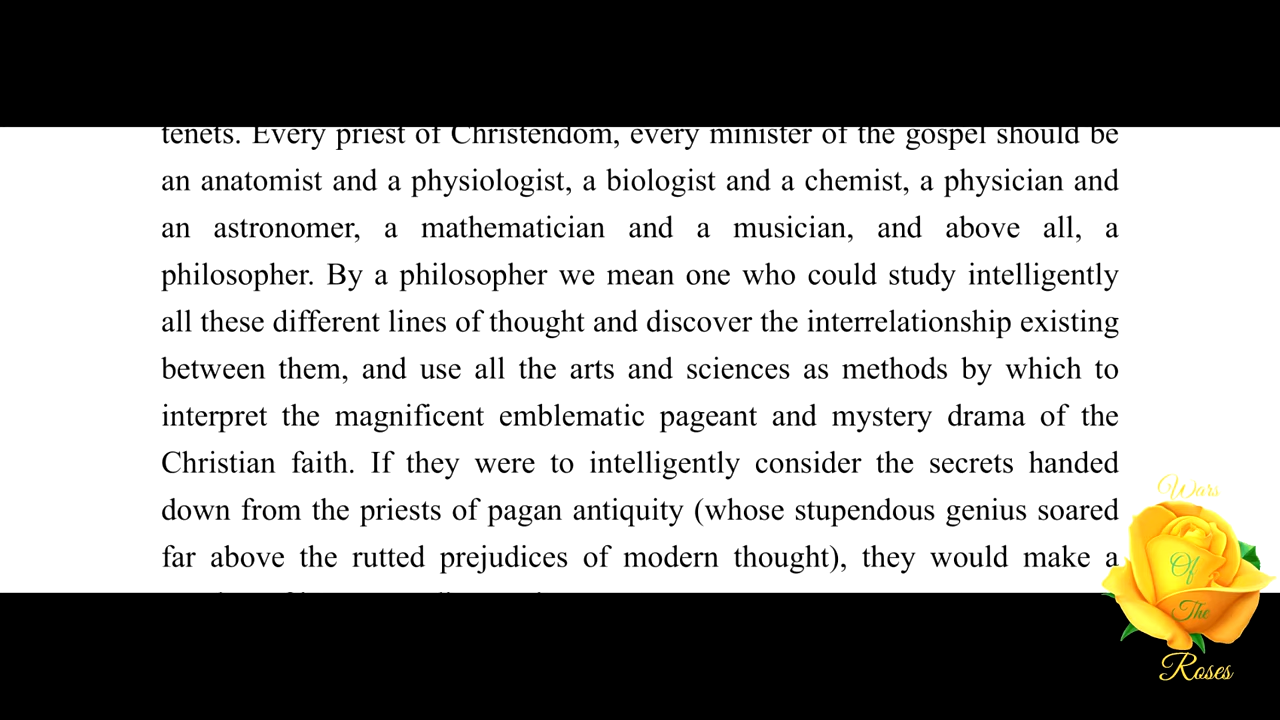 tenets. Every priest of Christendom, every minister of the gospel should be
an anatomist and a physiologist, a biologist and a chemist, a physician and
an astronomer, a mathematician and a musician, and above all, a
philosopher. By a philosopher we mean one who could study intelligently
all these different lines of thought and discover the interrelationship existing
between them, and use all the arts and sciences as methods by which to
interpret the magnificent emblematic pageant and mystery drama of the
Christian faith. If they were to intelligently consider the secrets handed
down from the priests of pagan antiquity (whose stupendous genius soared
far above the rutted prejudices of modern thought), they would make a
Wars
Of
The
Roses